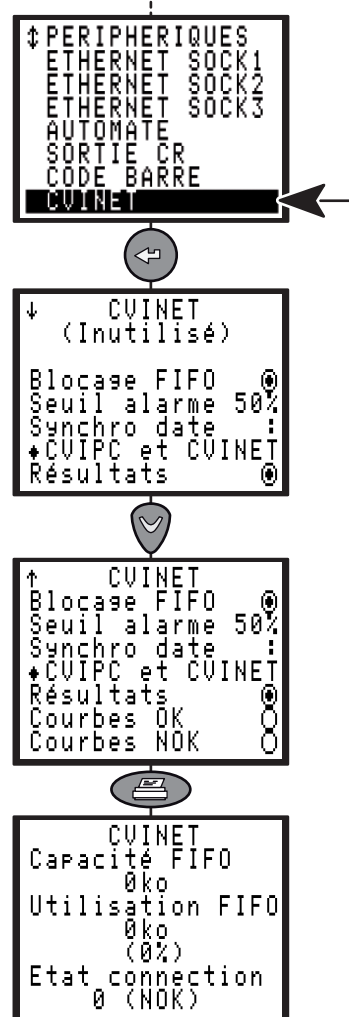 PERIPHERIQUES
ETHERNET SOCK1
ETHERNET SOCK2
ETHERNET SOCK3
AUTOMATE
SORTIE CR
CODE BARRE
CVINET
↓ CVINET
(Inutilisé)
Blocage FIFO
Seuil alarme 50%
Synchro date :
♦CVIPC et CVINET
Résultats
↑ CVINET
Blocage FIFO
Seuil alarme 50%
Synchro date :
♦CVIPC et CVINET
Résultats
Courbes OK
Courbes NOK
CVINET
Capacité FIFO
0ko
Utilisation FIFO
0ko
(0%)
Etat connection
0 (NOK)